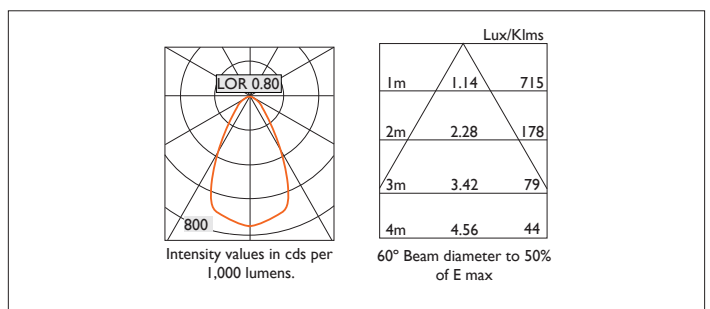 LOR 0.80
800
Intensity values in cds per
1,000 lumens.
Lux/Klms
1m 1.14 715
2m 2.28 178
3m 3.42 79
4m 4.56 44
60º Beam diameter to 50%
of E max